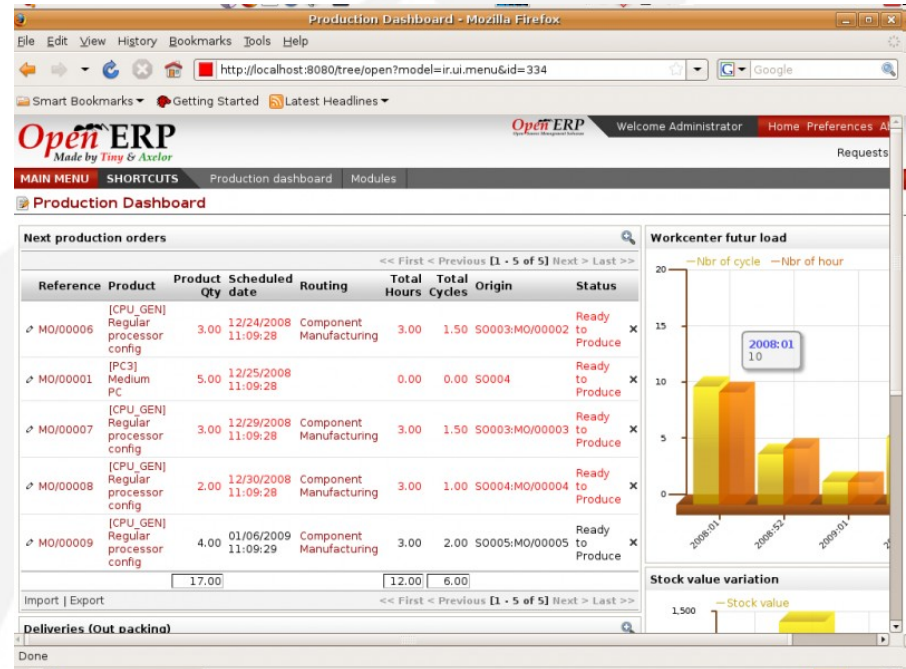 Production Dashboard - Mozilla Firefox
File Edit View History Bookmarks Tools Help
http://localhost:8080/tree/open?model=ir.ui.menu&id=334
G Google
Smart Bookmarks Getting Started Latest Headlines
Open ERP
Made by Tiny & Axelor
Open ERP
Welcome Administrator Home Preferences
Requests
MAIN MENU SHORTCUTS Production dashboard Modules
Production Dashboard
Next production orders
<< First < Previous [1 - 5 of 5] Next > Last >>
Reference Product Product Qty Scheduled date Routing Total Hours Total Cycles Origin Status
MO/00006 [CPU_GEN] Regular processor config 3.00 12/24/2008 11:09:28 Component Manufacturing 3.00 1.50 SO003:MO/00002 Ready to Produce
MO/00001 [PC3] Medium PC 5.00 12/25/2008 11:09:28 0.00 0.00 SO004 Ready to Produce
MO/00007 [CPU_GEN] Regular processor config 3.00 12/29/2008 11:09:28 Component Manufacturing 3.00 1.50 SO003:MO/00003 Ready to Produce
MO/00008 [CPU_GEN] Regular processor config 2.00 12/30/2008 11:09:28 Component Manufacturing 3.00 1.00 SO004:MO/00004 Ready to Produce
MO/00009 [CPU_GEN] Regular processor config 4.00 01/06/2009 11:09:29 Component Manufacturing 3.00 2.00 SO005:MO/00005 Ready to Produce
17.00 12.00 6.00
Import | Export << First < Previous [1 - 5 of 5] Next > Last >>
Deliveries (Out packing)
Workcenter futur load
Nbr of cycle Nbr of hour
20
15
10
5
0
2008:01
10
2008:01 2008:52 2009:01
Stock value variation
Stock value
1,500
Done